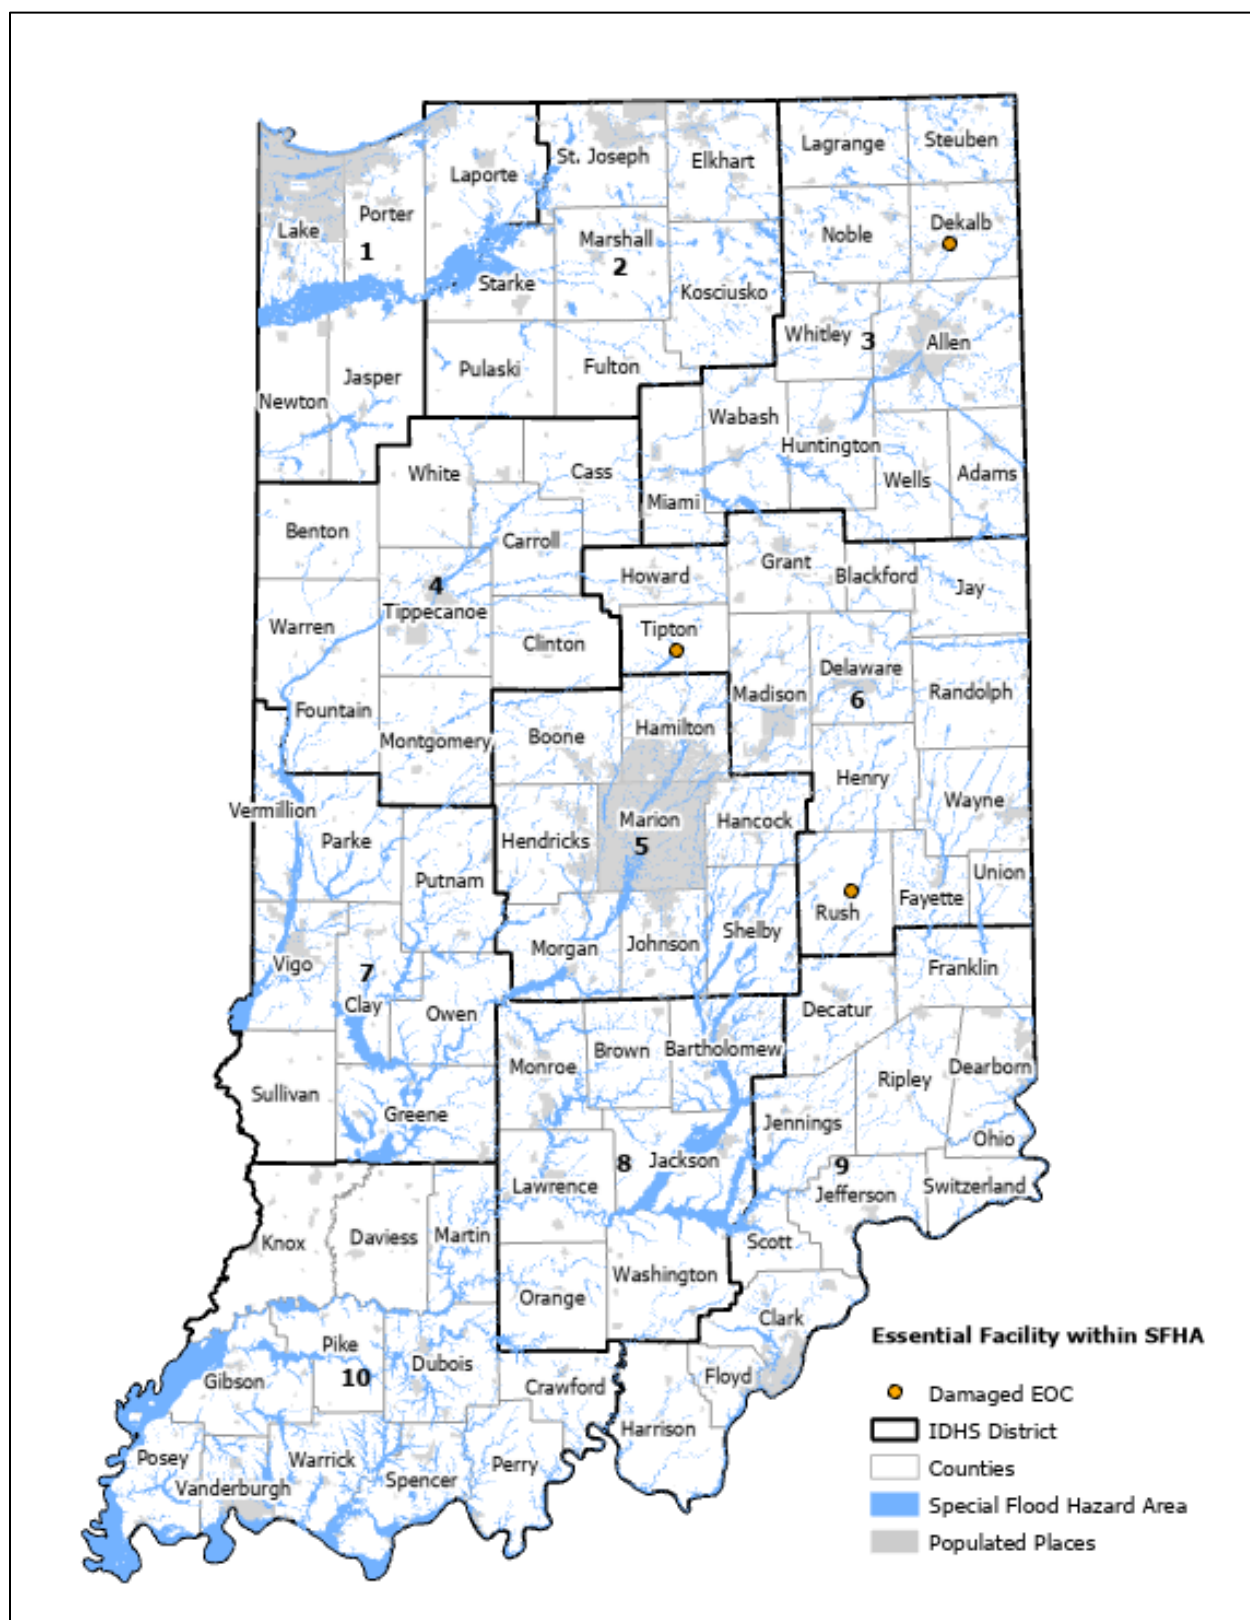 Lagrange
Steuben
St. Joseph
Elkhart
Laporte
Porter
Lake
1
Dekalb
Noble
Marshall
2
Starke
Kosciusko
Whitley
3
Allen
Pulaski
Fulton
Jasper
Newton
Wabash
Huntington
White
Cass
Wells
Adams
Miami
Benton
Carroll
Grant
Howard
Blackford
Jay
4
Tippecanoe
Warren
Tipton
Clinton
Delaware
6
Madison
Randolph
Fountain
Hamilton
Boone
Montgomery
Henry
Wayne
Vermillion
Marion
5
Hancock
Parke
Hendricks
Putnam
Union
Fayette
Rush
Shelby
Johnson
Morgan
Vigo
7
Clay
Franklin
Decatur
Owen
Brown
Bartholomew
Monroe
Dearborn
Ripley
Sullivan
Greene
Jennings
Ohio
8
Jackson
9
Lawrence
Jefferson
Switzerland
Knox
Daviess
Martin
Scott
Washington
Orange
Clark
Pike
10
Dubois
Gibson
Crawford
Floyd
Harrison
Posey
Vanderburgh
Warrick
Spencer
Perry
Essential Facility within SFHA
Damaged EOC
IDHS District
Counties
Special Flood Hazard Area
Populated Places